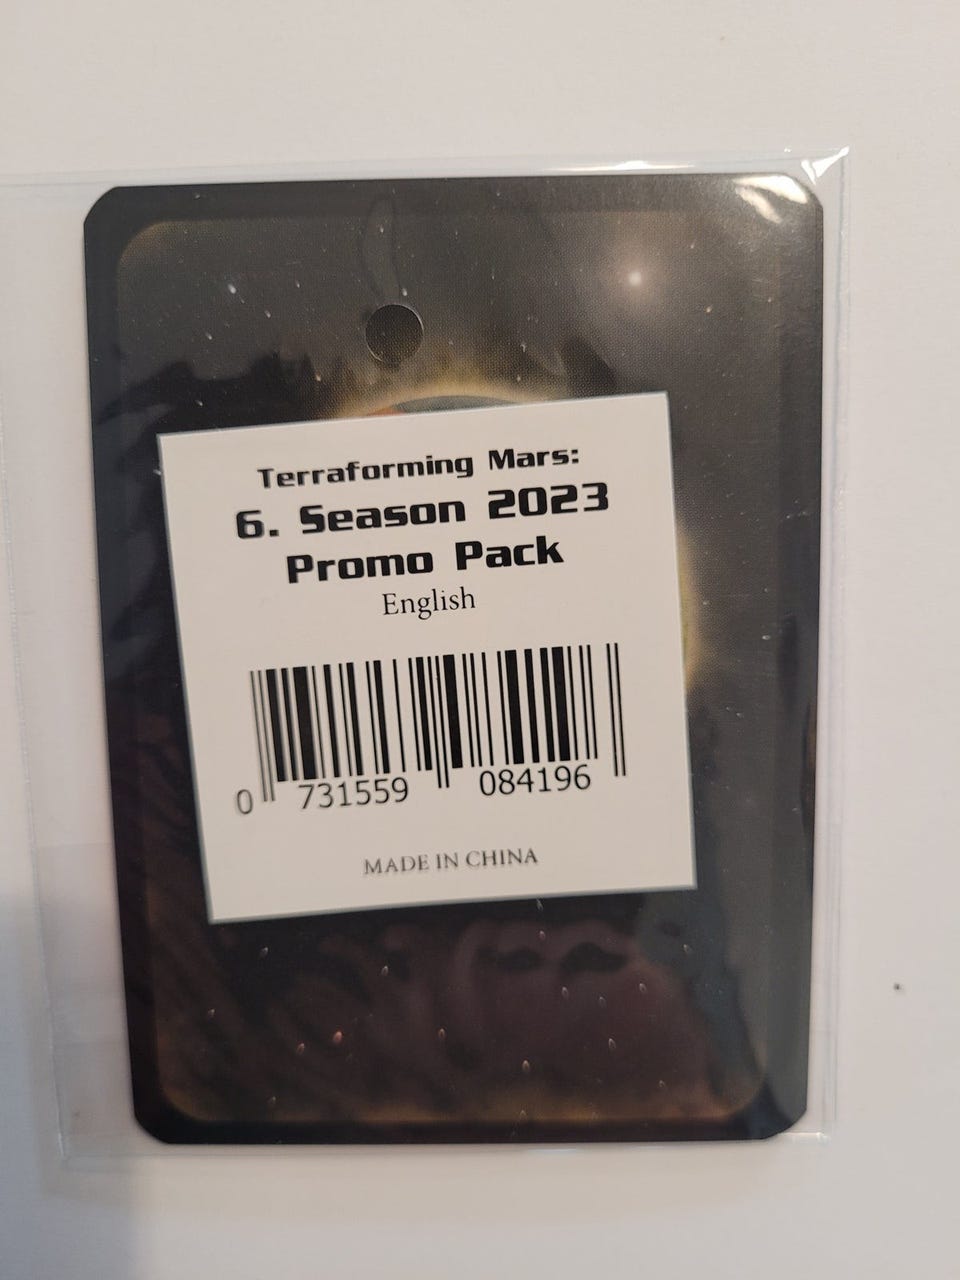 Terraforming Mars:
6. Season 2023
Promo Pack
English
0 731559 084196
MADE IN CHINA